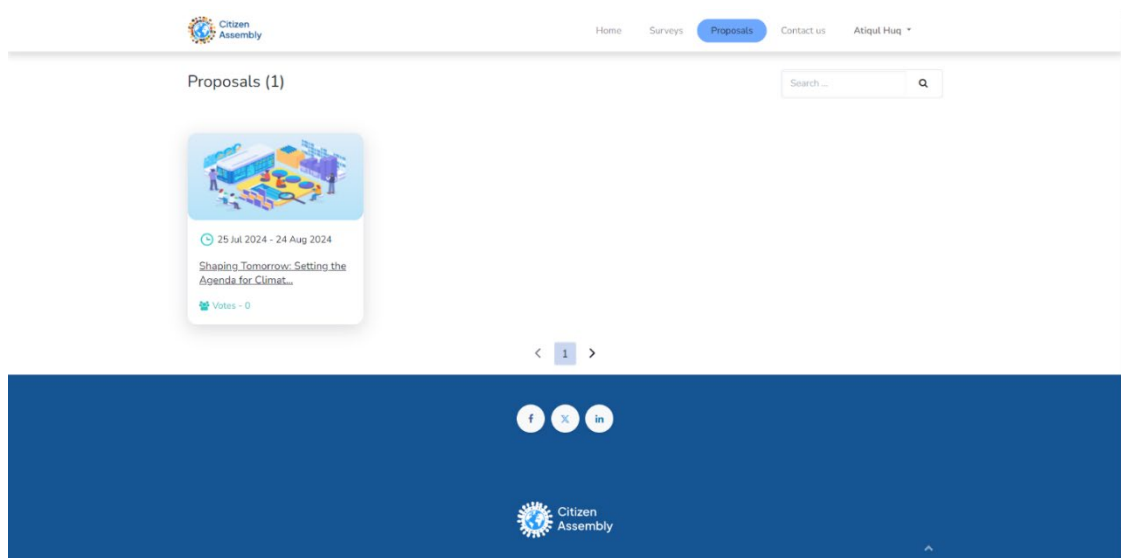 Citizen
Assembly
Home Surveys Proposals Contact us Atiqul Huq
Proposals (1)
Search ...
25 Jul 2024 - 24 Aug 2024
Shaping Tomorrow: Setting the
Agenda for Climat...
Votes - 0
1
Citizen
Assembly